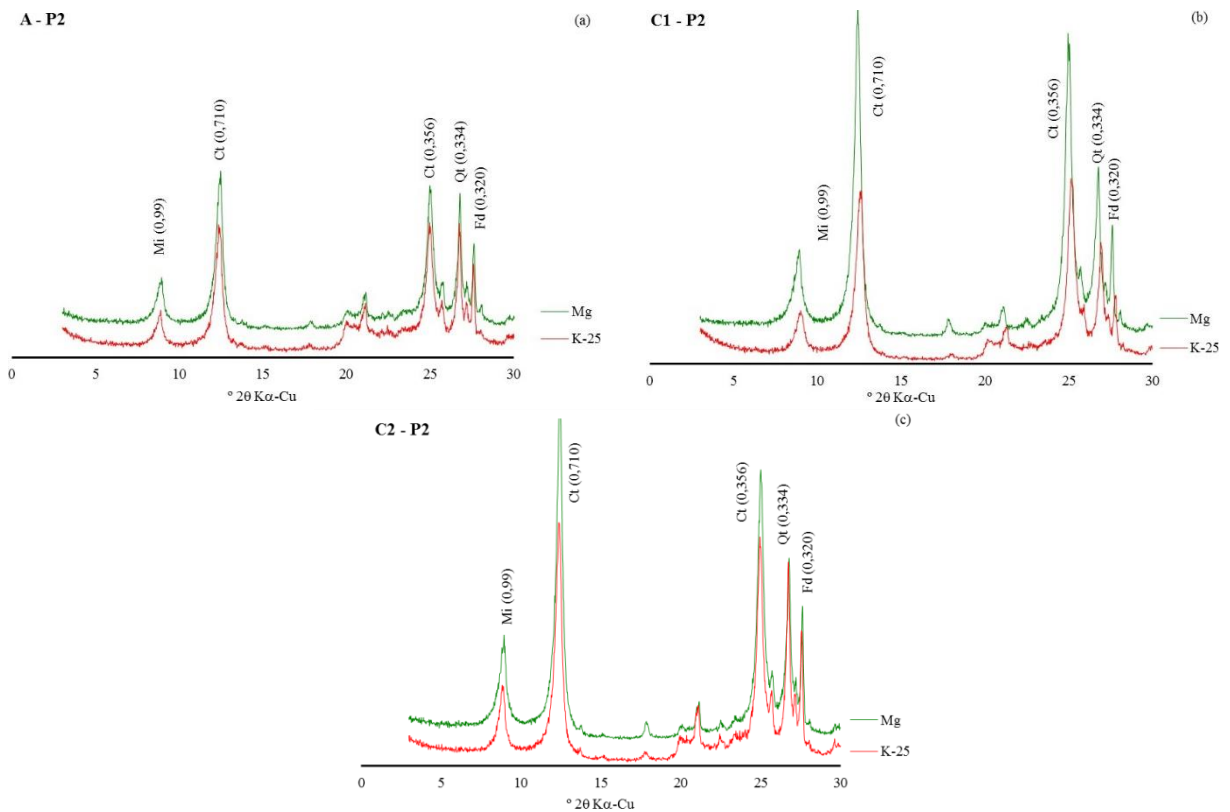 A - P2
(a)
Mi (0,99)
Ct (0,710)
Ct (0,356)
Qt (0,334)
Fd (0,320)
Mg
K-25
0 5 10 15 20 25 30
° 2θ Kα-Cu
C1 - P2
(b)
Mi (0,99)
Ct (0,710)
Ct (0,356)
Qt (0,334)
Fd (0,320)
Mg
K-25
0 5 10 15 20 25 30
° 2θ Kα-Cu
C2 - P2
(c)
Mi (0,99)
Ct (0,710)
Ct (0,356)
Qt (0,334)
Fd (0,320)
Mg
K-25
0 5 10 15 20 25 30
° 2θ Kα-Cu